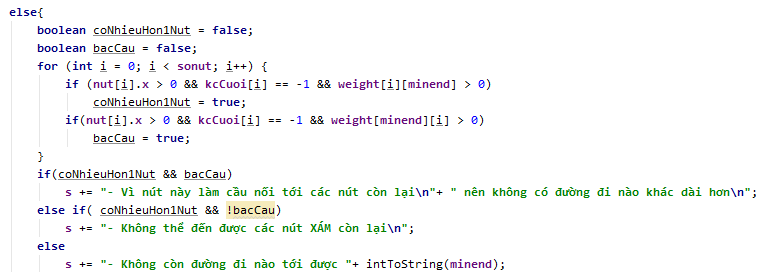 else{
boolean coNhieuHon1Nut = false;
boolean bacCau = false;
for (int i = 0; i < sonut; i++) {
if (nut[i].x > 0 && kcCuoi[i] == -1 && weight[i][minend] > 0)
coNhieuHon1Nut = true;
if(nut[i].x > 0 && kcCuoi[i] == -1 && weight[minend][i] > 0)
bacCau = true;
}
if(coNhieuHon1Nut && bacCau)
s += "- Vì nút này làm cầu nối tới các nút còn lại\n"+ " nên không có đường đi nào khác dài hơn\n";
else if( coNhieuHon1Nut && !bacCau)
s += "- Không thể đến được các nút XÁM còn lại\n";
else
s += "- Không còn đường đi nào tới được "+ intToString(minend);